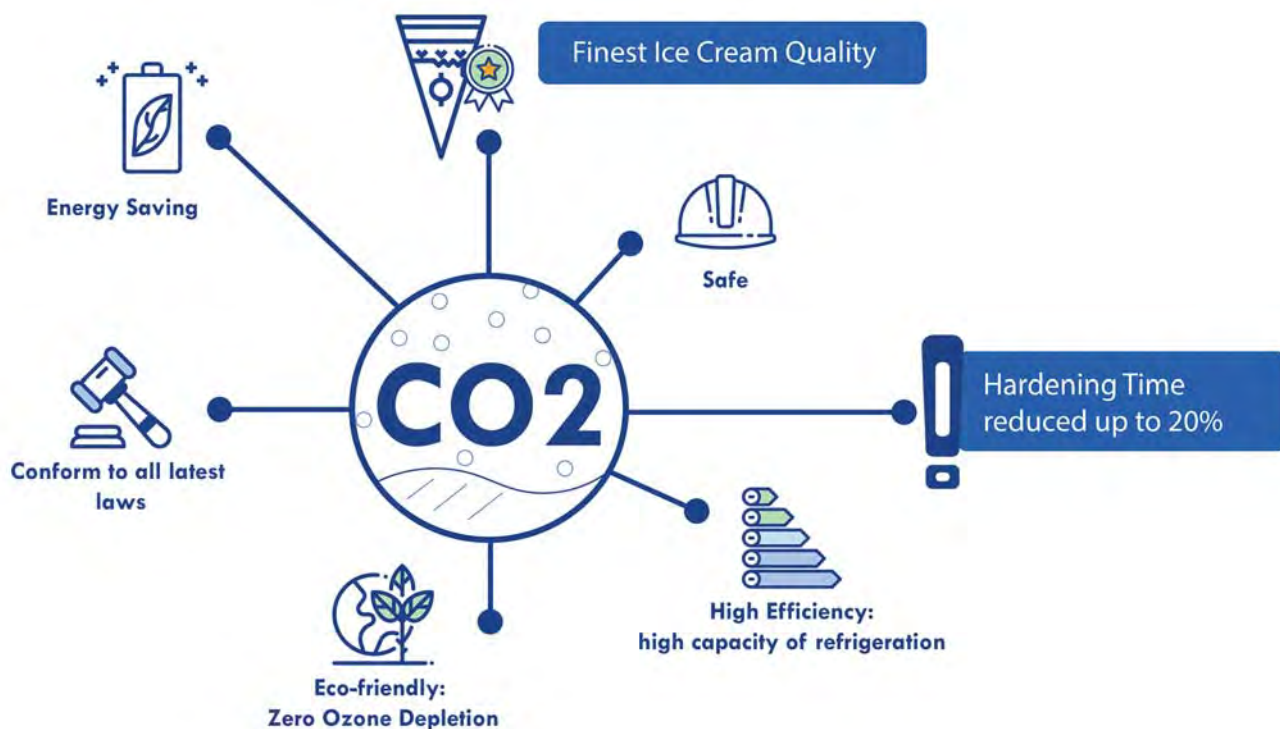 Finest Ice Cream Quality
Energy Saving
Safe
CO2
Hardening Time
reduced up to 20%
Conform to all latest
laws
High Efficiency:
high capacity of refrigeration
Eco-friendly:
Zero Ozone Depletion